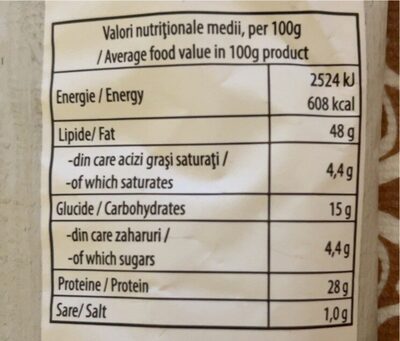 Valori nutriționale medii, per 100g
/ Average food value in 100g product
Energie / Energy
2524 kJ
608 kcal
Lipide/ Fat 48 g
-din care acizi grași saturați /
-of which saturates
4,4 g
Glucide / Carbohydrates 15 g
-din care zaharuri /
-of which sugars
4,4 g
Proteine / Protein 28 g
Sare/ Salt 1,0 g